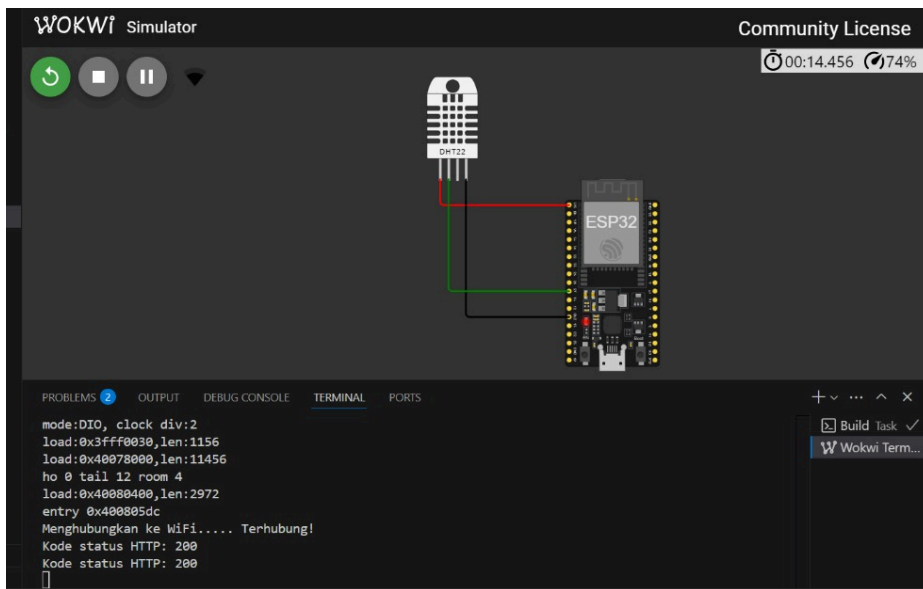 WOKWI Simulator
Community License
00:14.456 74%
DHT22
ESP32
PROBLEMS 2 OUTPUT DEBUG CONSOLE TERMINAL PORTS
mode:DIO, clock div:2
load:0x3fff0030,len:1156
load:0x40078000,len:11456
ho 0 tail 12 room 4
load:0x40080400,len:2972
entry 0x400805dc
Menghubungkan ke WiFi..... Terhubung!
Kode status HTTP: 200
Kode status HTTP: 200
Build Task
Wokwi Term...